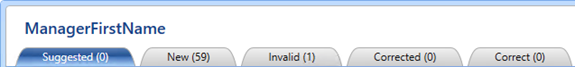 ManagerFirstName
Suggested (0) New (59) Invalid (1) Corrected (0) Correct (0)